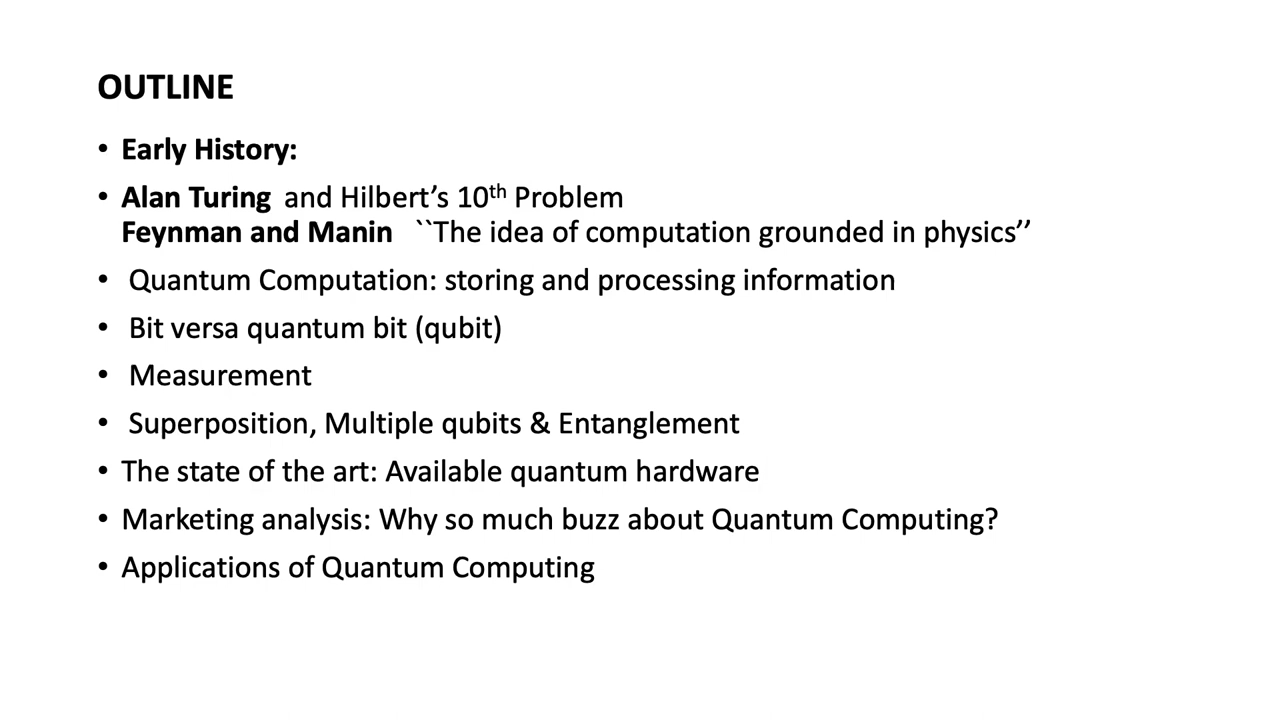 OUTLINE
• Early History:
• Alan Turing and Hilbert’s 10th Problem
Feynman and Manin ``The idea of computation grounded in physics’’
• Quantum Computation: storing and processing information
• Bit versa quantum bit (qubit)
• Measurement
• Superposition, Multiple qubits & Entanglement
• The state of the art: Available quantum hardware
• Marketing analysis: Why so much buzz about Quantum Computing?
• Applications of Quantum Computing